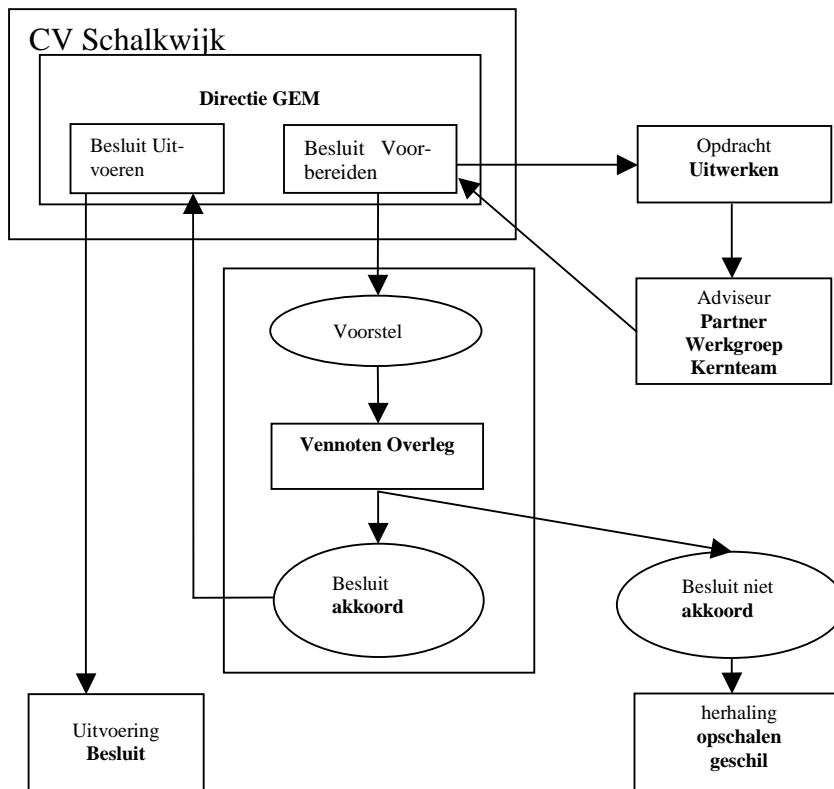 CV Schalkwijk
Directie GEM
Besluit Uit-
voeren
Besluit Voor-
bereiden
Opdracht
Uitwerken
Adviseur
Partner
Werkgroep
Kernteam
Voorstel
Vennoten Overleg
Besluit
akkoord
Besluit niet
akkoord
Uitvoering
Besluit
herhaling
opschalen
geschil